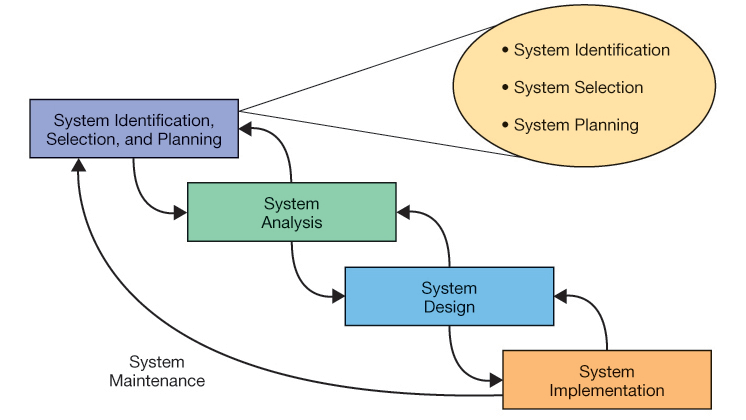 • System Identification
• System Selection
• System Planning
System Identification,
Selection, and Planning
System
Analysis
System
Design
System
Implementation
System
Maintenance